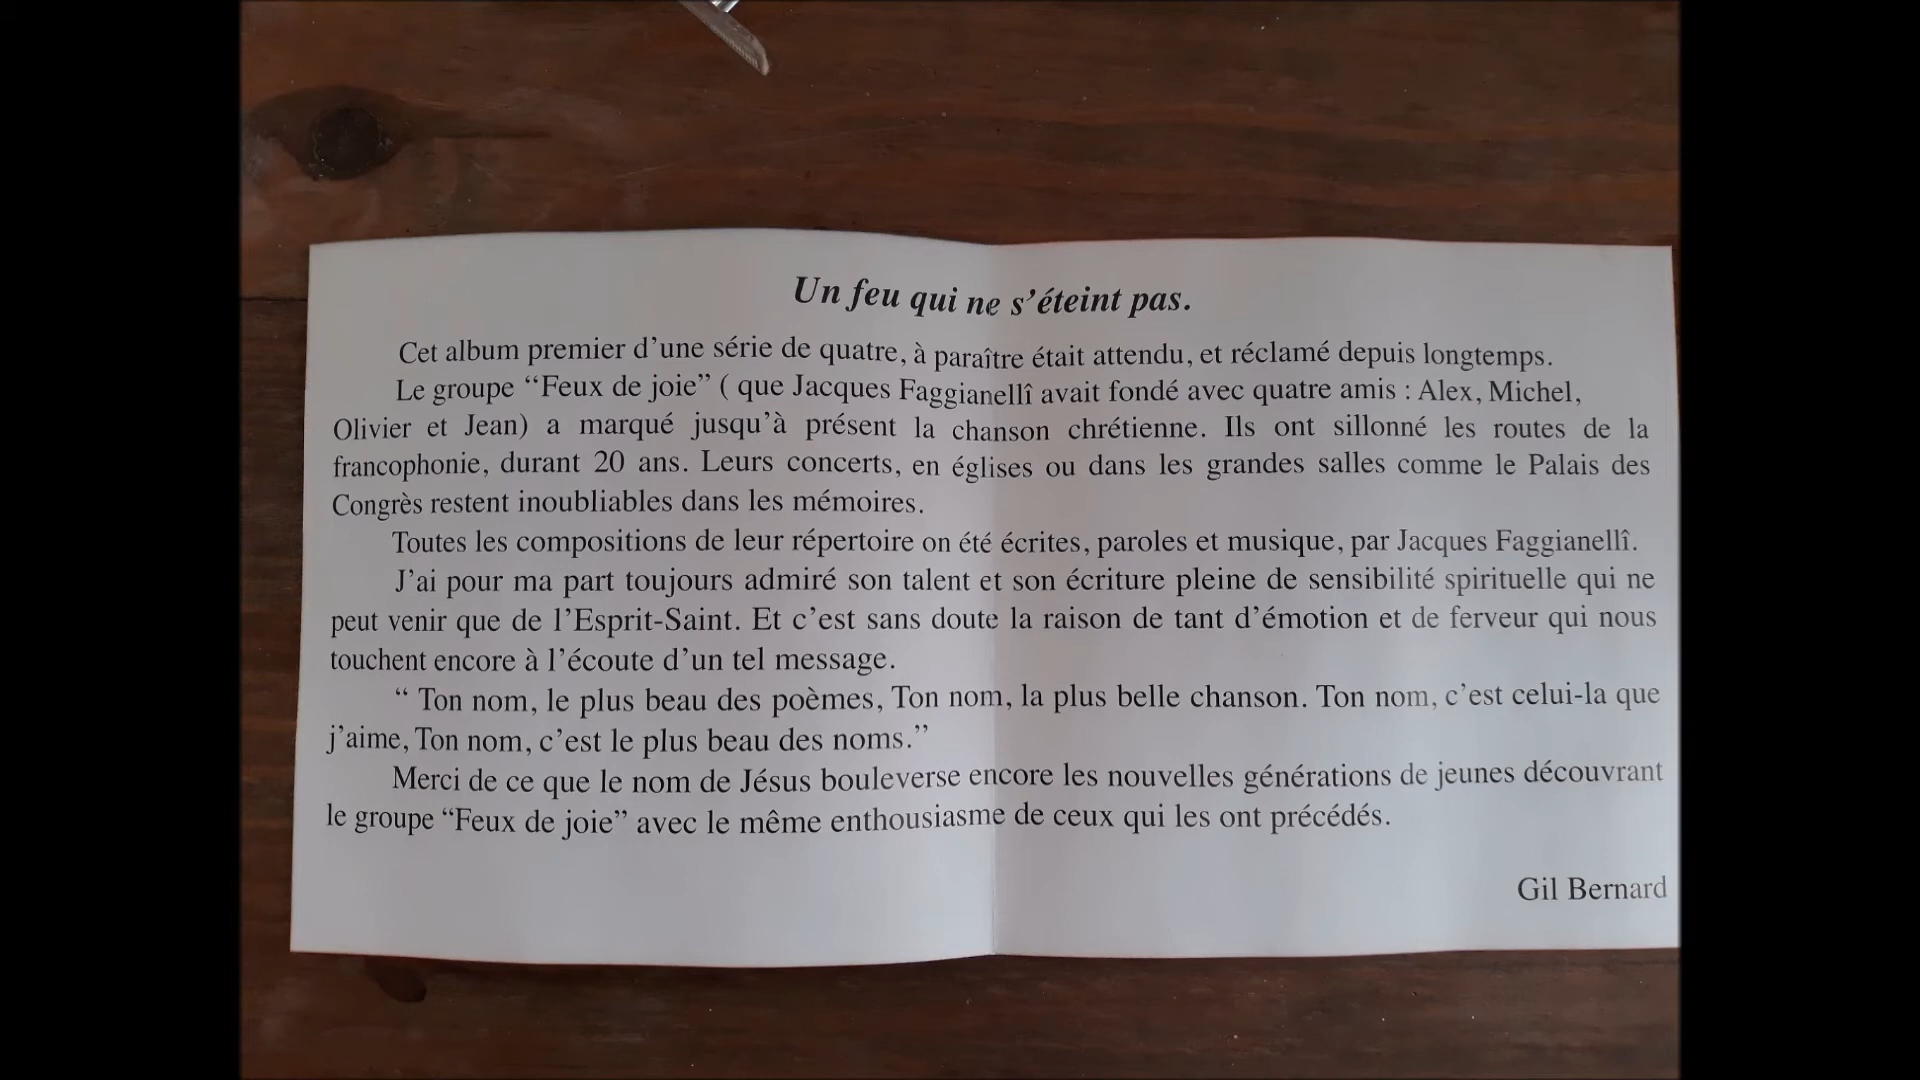 Un feu qui ne s’éteint pas.
Cet album premier d’une série de quatre, à paraître était attendu, et réclamé depuis longtemps.
Le groupe “Feux de joie” ( que Jacques Faggianellî avait fondé avec quatre amis : Alex, Michel,
Olivier et Jean) a marqué jusqu’à présent la chanson chrétienne. Ils ont sillonné les routes de la
francophonie, durant 20 ans. Leurs concerts, en églises ou dans les grandes salles comme le Palais des
Congrès restent inoubliables dans les mémoires.
Toutes les compositions de leur répertoire on été écrites, paroles et musique, par Jacques Faggianellî.
J’ai pour ma part toujours admiré son talent et son écriture pleine de sensibilité spirituelle qui ne
peut venir que de l’Esprit-Saint. Et c’est sans doute la raison de tant d’émotion et de ferveur qui nous
touchent encore à l’écoute d’un tel message.
“ Ton nom, le plus beau des poèmes, Ton nom, la plus belle chanson. Ton nom, c’est celui-la que
j’aime, Ton nom, c’est le plus beau des noms.”
Merci de ce que le nom de Jésus bouleverse encore les nouvelles générations de jeunes découvrant
le groupe “Feux de joie” avec le même enthousiasme de ceux qui les ont précédés.
Gil Bernard